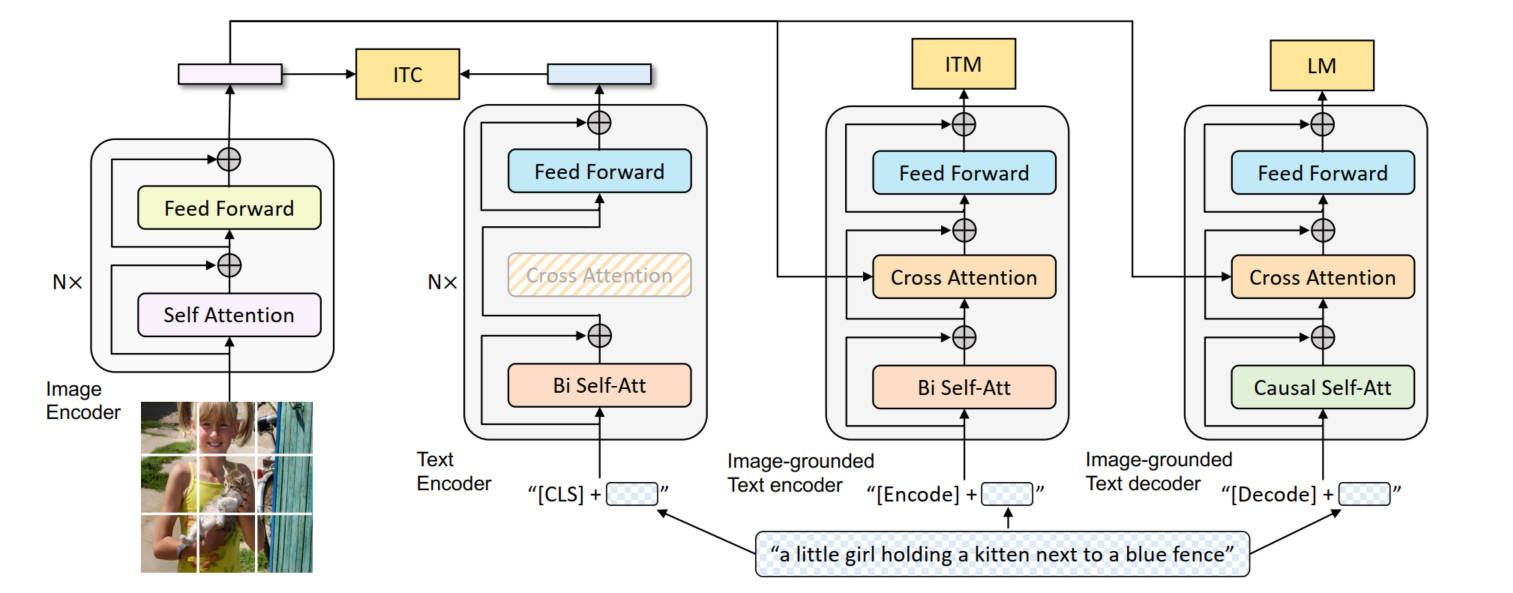 ITC
ITM
LM
Feed Forward
Self Attention
N×
Image
Encoder
Feed Forward
Cross Attention
Bi Self-Att
N×
Text
Encoder
“[CLS] + ”
Feed Forward
Cross Attention
Bi Self-Att
Image-grounded
Text encoder
“[Encode] + ”
Feed Forward
Cross Attention
Causal Self-Att
Image-grounded
Text decoder
“[Decode] + ”
“a little girl holding a kitten next to a blue fence”